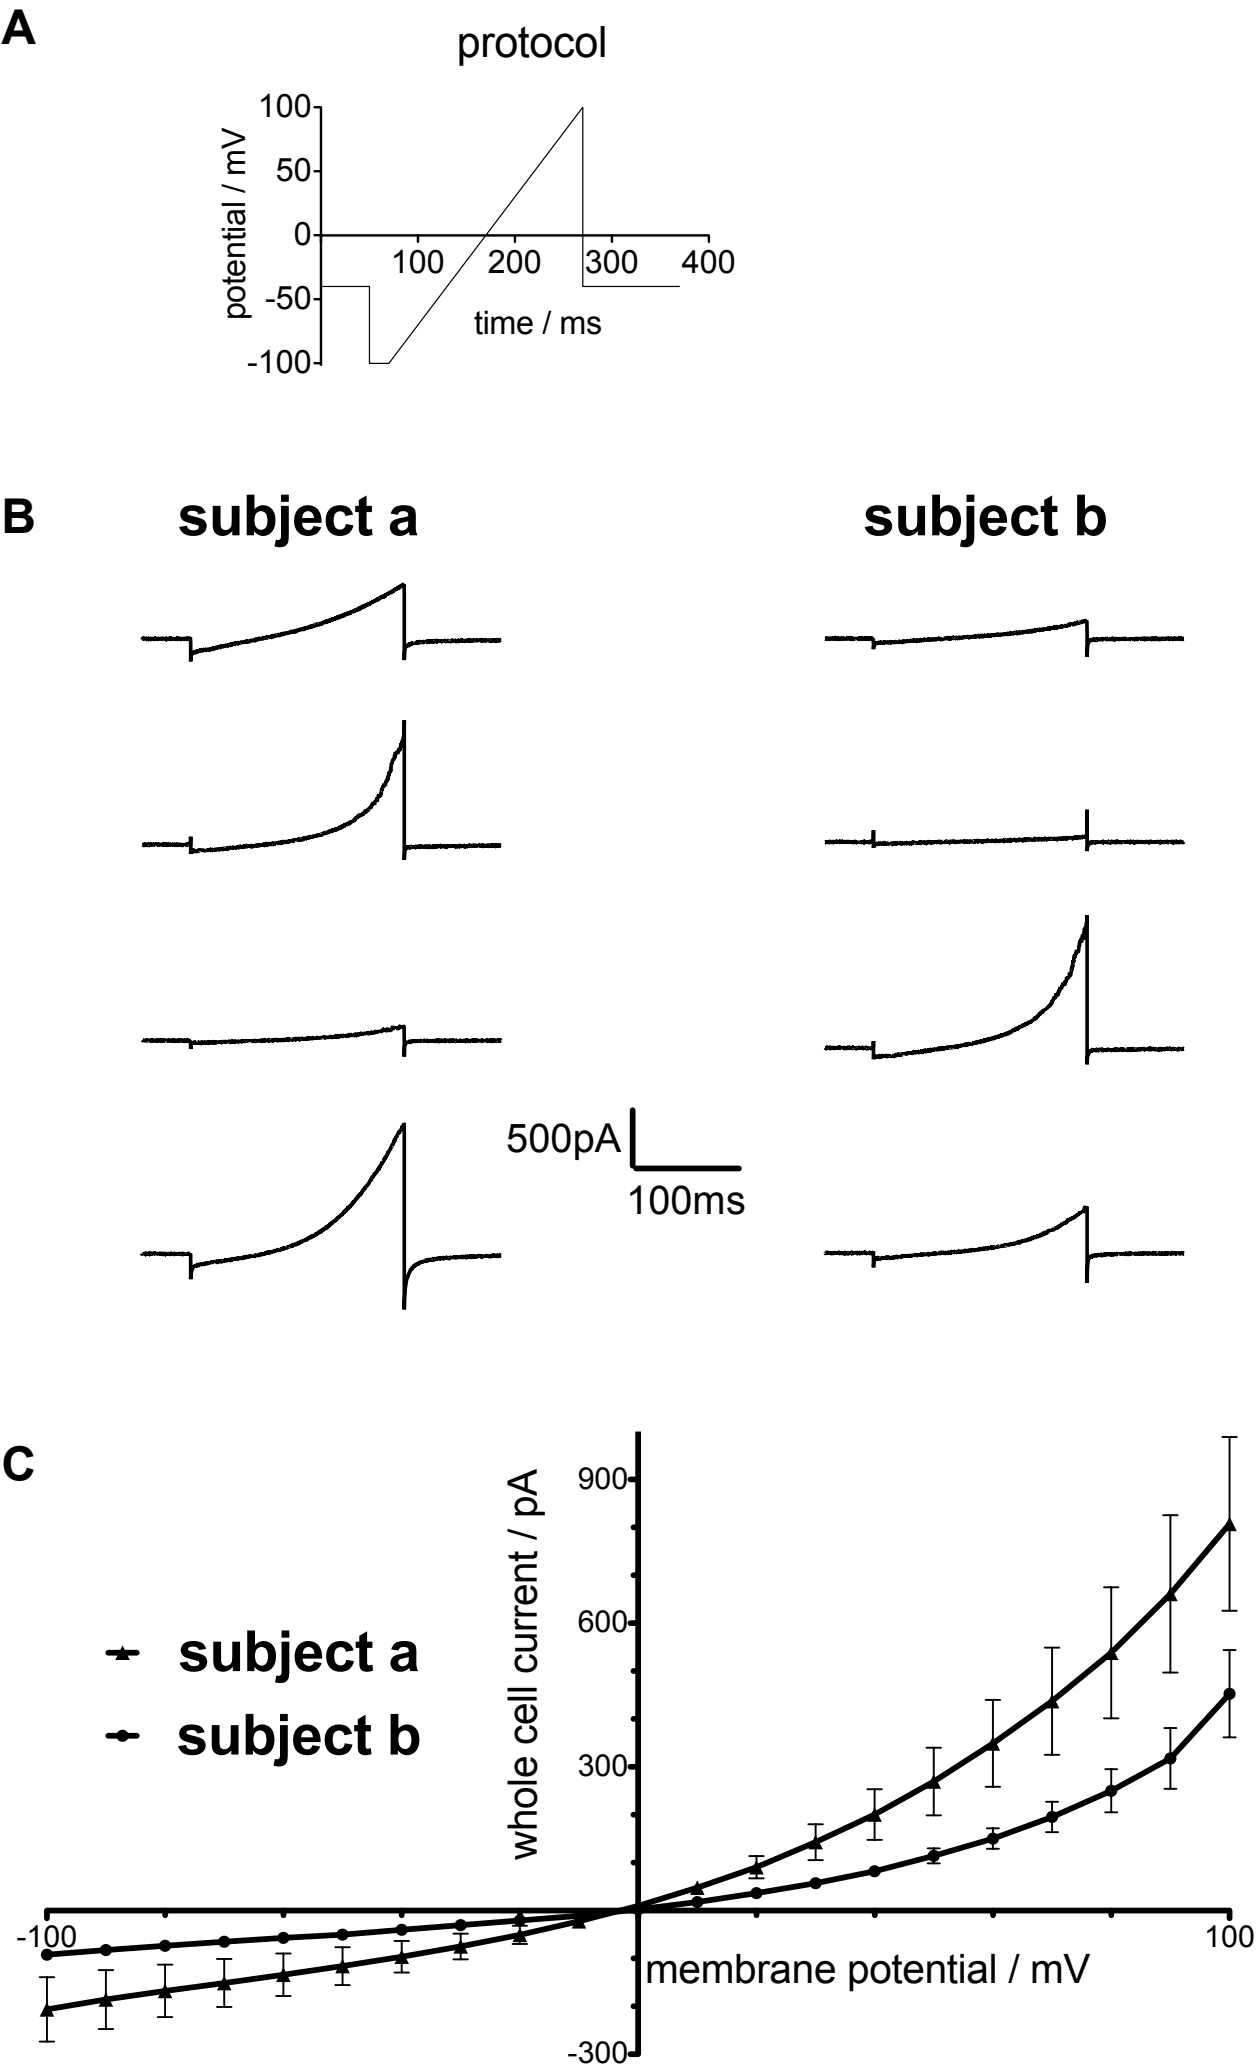 A
protocol
100
50
0
-50
-100
potential / mV
100 200 300 400
time / ms
B
subject a
subject b
500pA
100ms
C
whole cell current / pA
900
600
300
-300
subject a
subject b
-100
100
membrane potential / mV